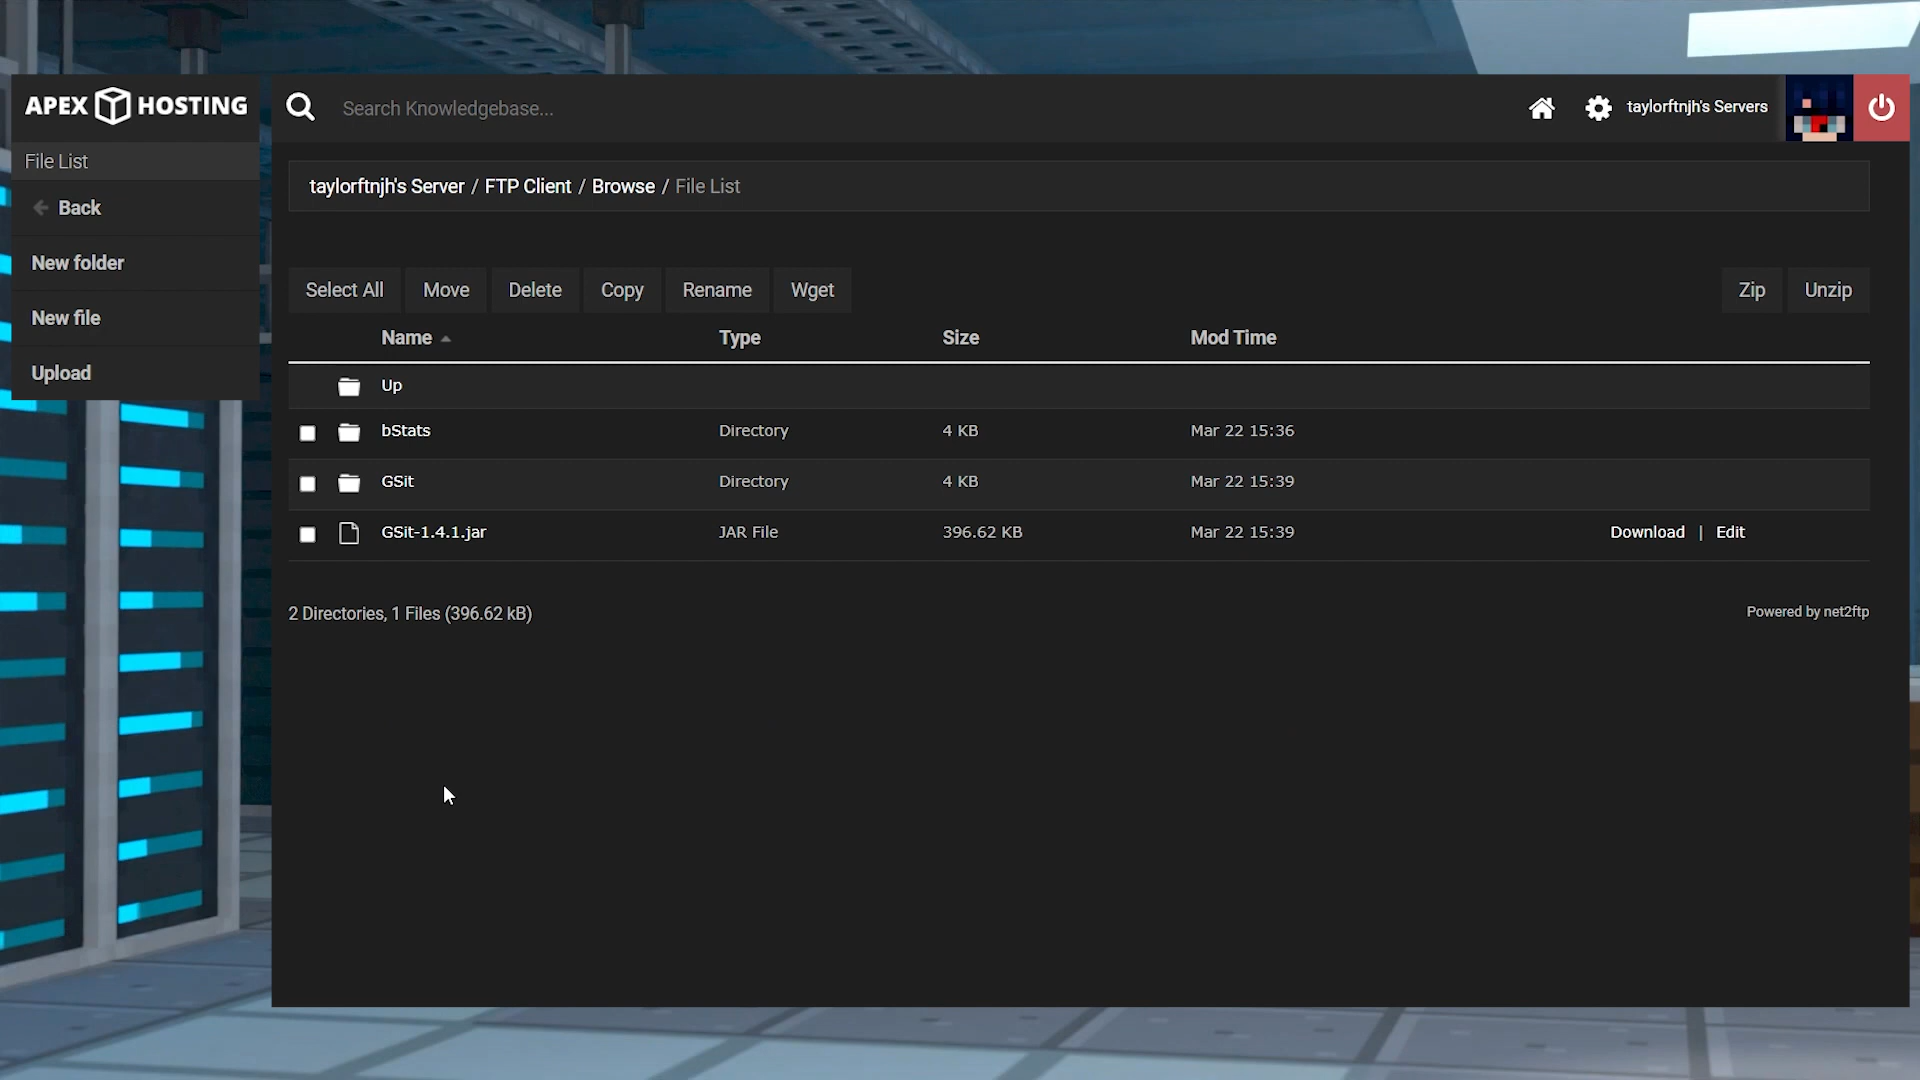 APEX HOSTING
Search Knowledgebase...
taylorftnjh's Servers
File List
Back
New folder
New file
Upload
taylorftnjh's Server / FTP Client / Browse / File List
Select All Move Delete Copy Rename Wget Zip Unzip
Name Type Size Mod Time
Up
bStats Directory 4 KB Mar 22 15:36
GSit Directory 4 KB Mar 22 15:39
GSit-1.4.1.jar JAR File 396.62 KB Mar 22 15:39 Download | Edit
2 Directories, 1 Files (396.62 kB)
Powered by net2ftp